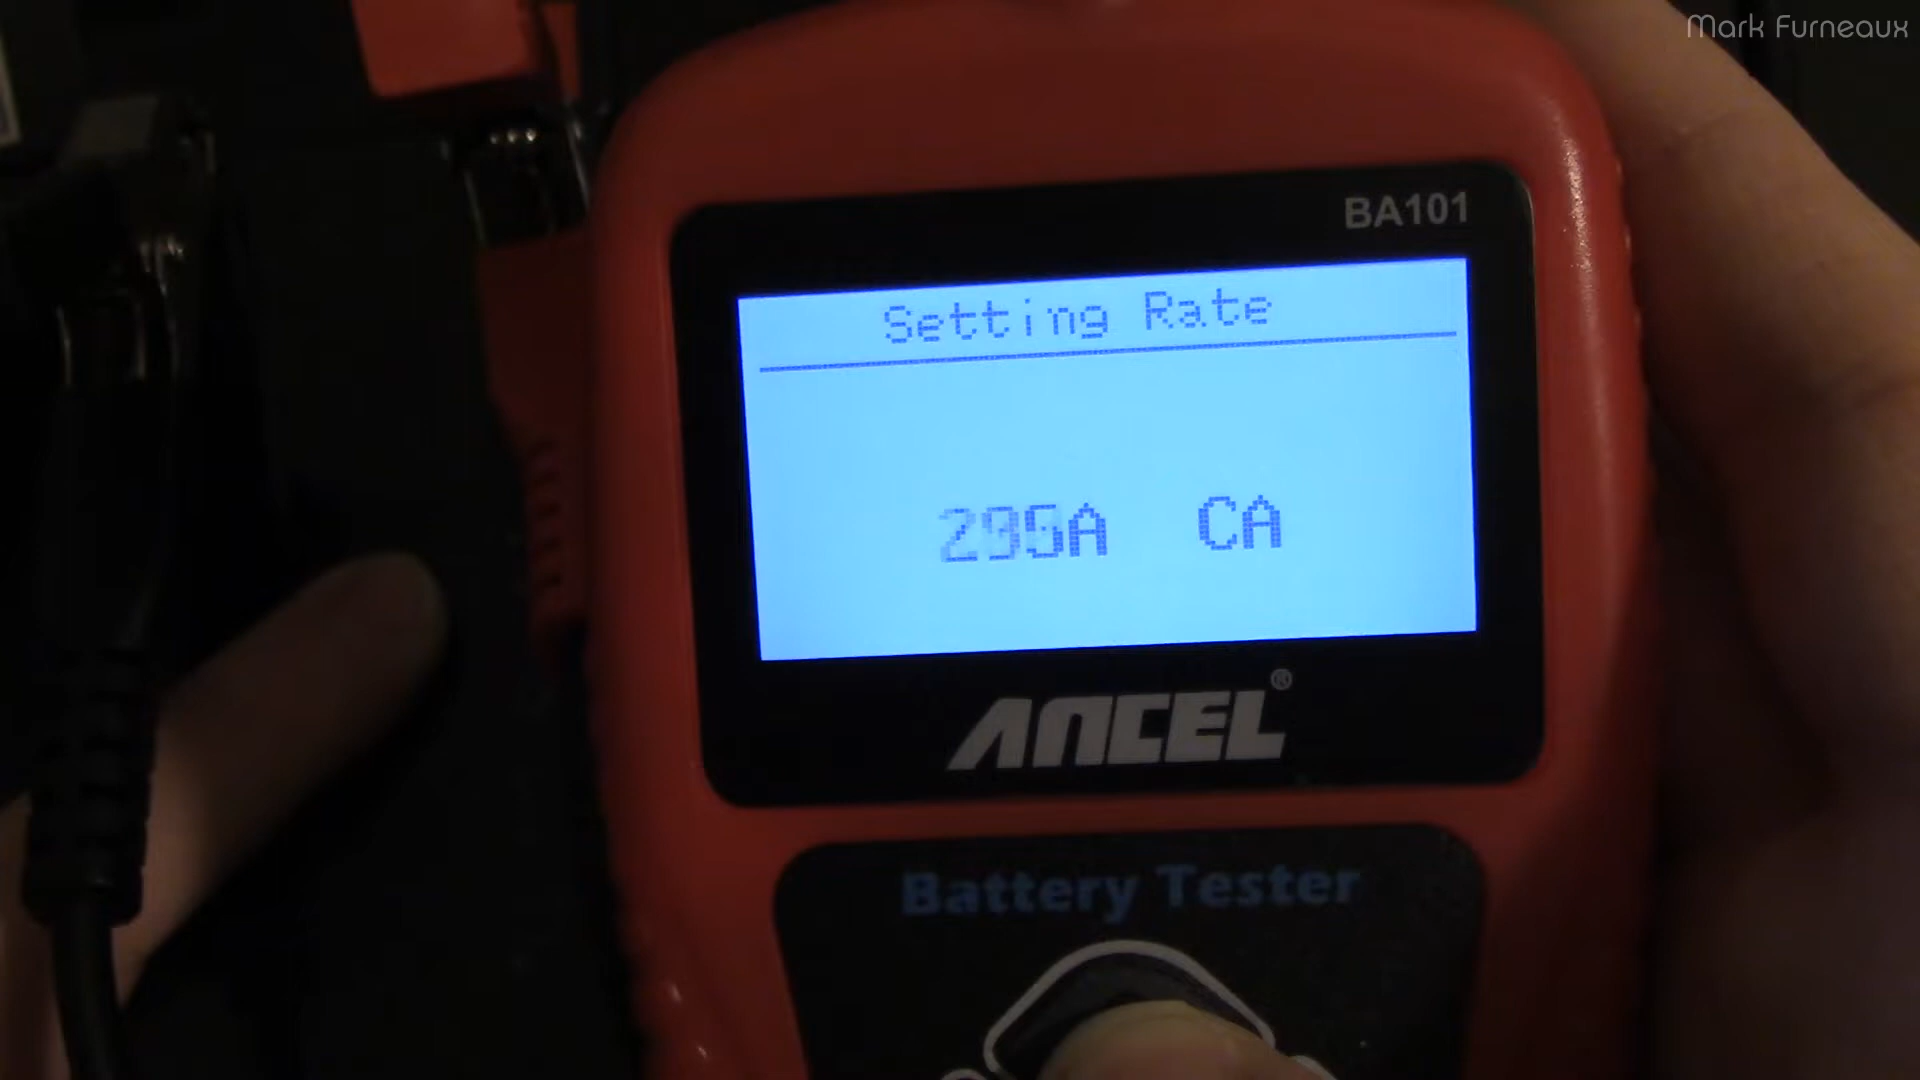 Mark Furneaux
BA101
Setting Rate
295A CA
ANCEL®
Battery Tester